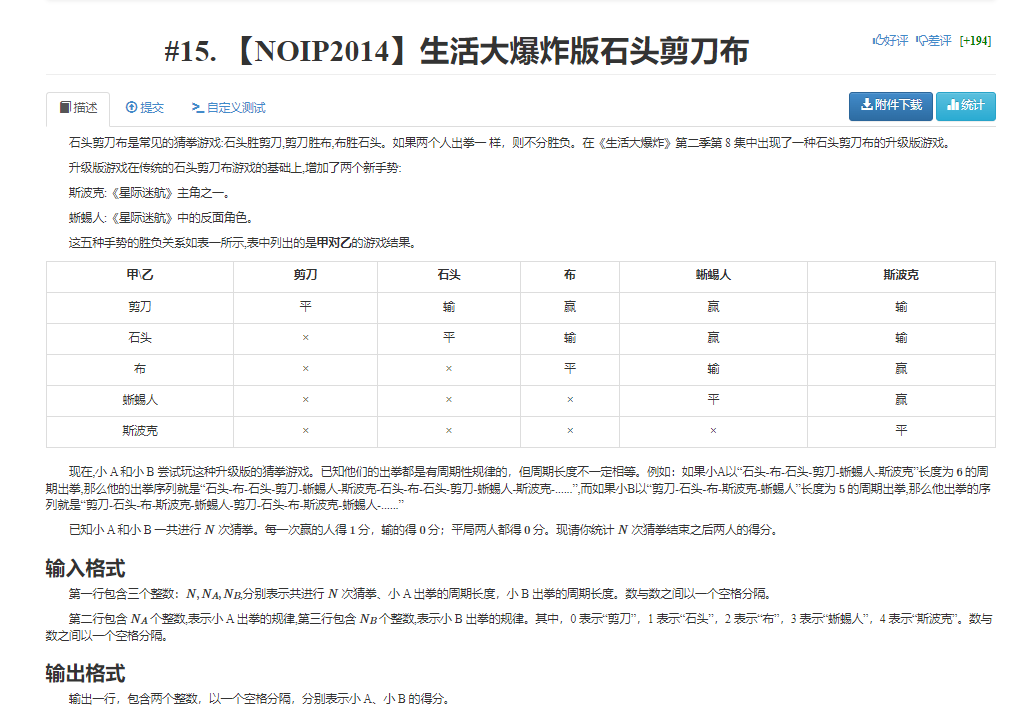 #15. 【NOIP2014】生活大爆炸版石头剪刀布
好评 差评 [+194]
描述 提交 自定义测试
附件下载 统计
石头剪刀布是常见的猜拳游戏:石头胜剪刀,剪刀胜布,布胜石头。如果两个人出拳一样，则不分胜负。在《生活大爆炸》第二季第 8 集中出现了一种石头剪刀布的升级版游戏。
升级版游戏在传统的石头剪刀布游戏的基础上,增加了两个新手势:
斯波克:《星际迷航》主角之一。
蜥蜴人:《星际迷航》中的反面角色。
这五种手势的胜负关系如表一所示,表中列出的是甲对乙的游戏结果。
甲\乙 剪刀 石头 布 蜥蜴人 斯波克
剪刀 平 输 赢 赢 输
石头 × 平 输 赢 输
布 × × 平 输 赢
蜥蜴人 × × × 平 赢
斯波克 × × × × 平
现在,小 A 和小 B 尝试玩这种升级版的猜拳游戏。已知他们的出拳都是有周期性规律的，但周期长度不一定相等。例如：如果小A以“石头-布-石头-剪刀-蜥蜴人-斯波克”长度为 6 的周
期出拳,那么他的出拳序列就是“石头-布-石头-剪刀-蜥蜴人-斯波克-石头-布-石头-剪刀-蜥蜴人-斯波克-......”,而如果小B以“剪刀-石头-布-斯波克-蜥蜴人”长度为 5 的周期出拳,那么他出拳的序
列就是“剪刀-石头-布-斯波克-蜥蜴人-剪刀-石头-布-斯波克-蜥蜴人-......”
已知小 A 和小 B 一共进行 N 次猜拳。每一次赢的人得 1 分，输的得 0 分；平局两人都得 0 分。现请你统计 N 次猜拳结束之后两人的得分。
输入格式
第一行包含三个整数：N,NA,NB,分别表示共进行 N 次猜拳、小 A 出拳的周期长度，小 B 出拳的周期长度。数与数之间以一个空格分隔。
第二行包含 NA 个整数,表示小 A 出拳的规律,第三行包含 NB 个整数,表示小 B 出拳的规律。其中，0 表示“剪刀”，1 表示“石头”，2 表示“布”，3 表示“蜥蜴人”，4 表示“斯波克”。数与
数之间以一个空格分隔。
输出格式
输出一行，包含两个整数，以一个空格分隔，分别表示小 A、小 B 的得分。